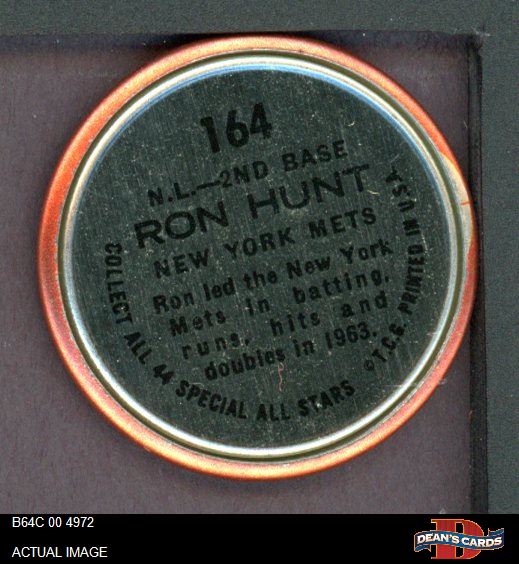 164
N.L.—2ND BASE
RON HUNT
NEW YORK METS
Ron led the New York
Mets in batting,
runs, hits and
doubles in 1963.
COLLECT ALL 44 SPECIAL ALL STARS
©T.C.G. PRINTED IN U.S.A.
B64C 00 4972
ACTUAL IMAGE
D
DEAN'S CARDS